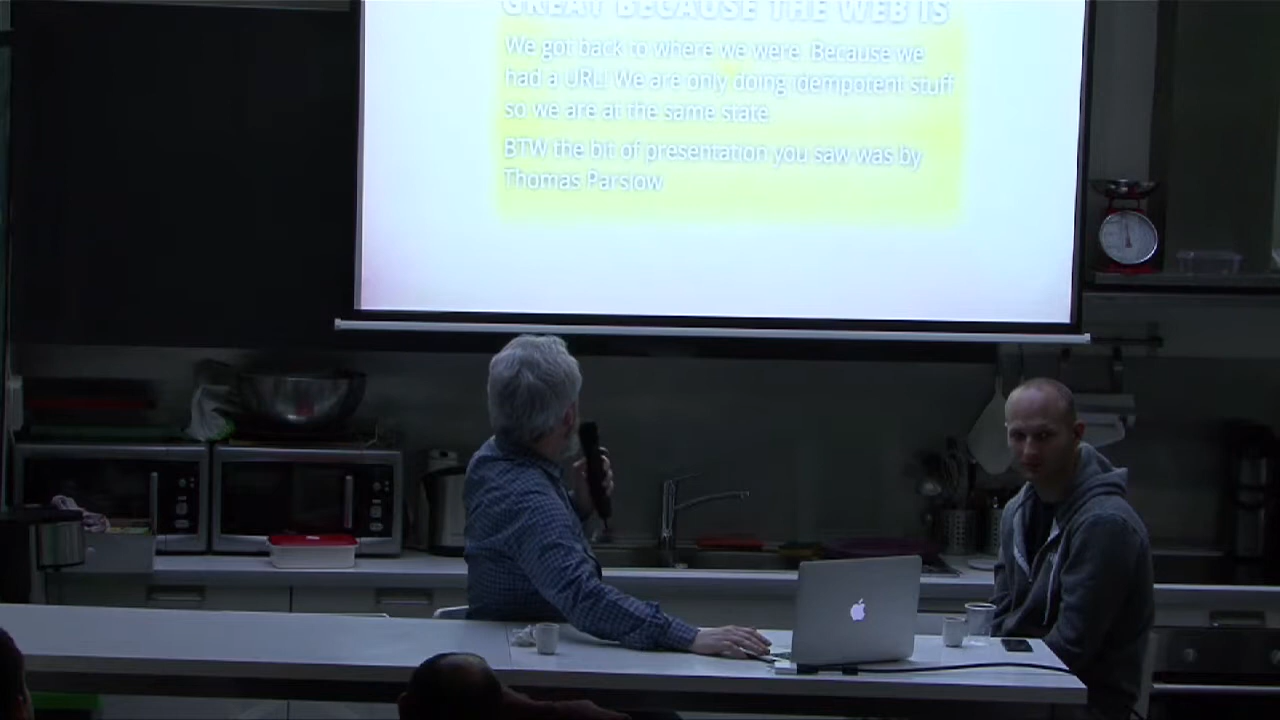 GREAT BECAUSE THE WEB IS
We got back to where we were. Because we
had a URL! We are only doing idempotent stuff
so we are at the same state.
BTW the bit of presentation you saw was by
Thomas Parslow